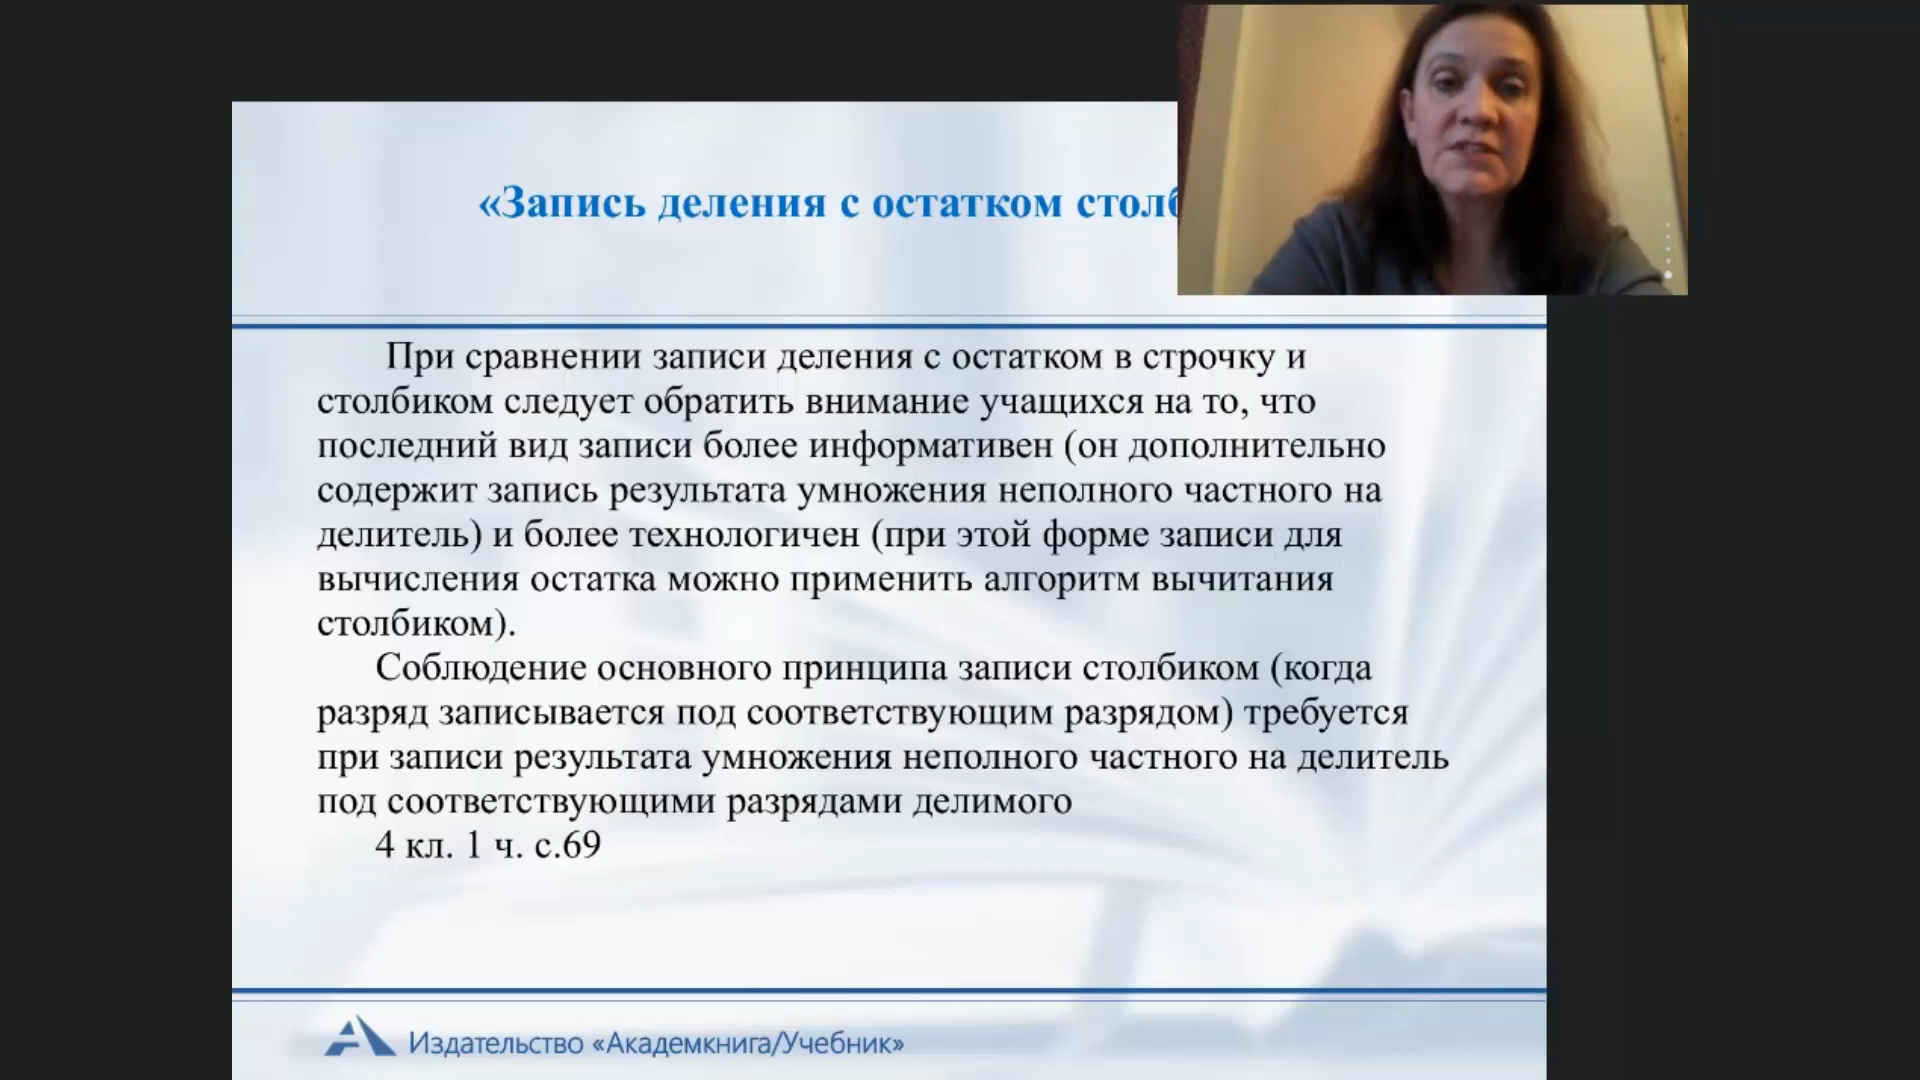 «Запись деления с остатком
При сравнении записи деления с остатком в строчку и
столбиком следует обратить внимание учащихся на то, что
последний вид записи более информативен (он дополнительно
содержит запись результата умножения неполного частного на
делитель) и более технологичен (при этой форме записи для
вычисления остатка можно применить алгоритм вычитания
столбиком).
Соблюдение основного принципа записи столбиком (когда
разряд записывается под соответствующим разрядом) требуется
при записи результата умножения неполного частного на делитель
под соответствующими разрядами делимого
4 кл. 1 ч. с.69
Издательство «Академкнига/Учебник»